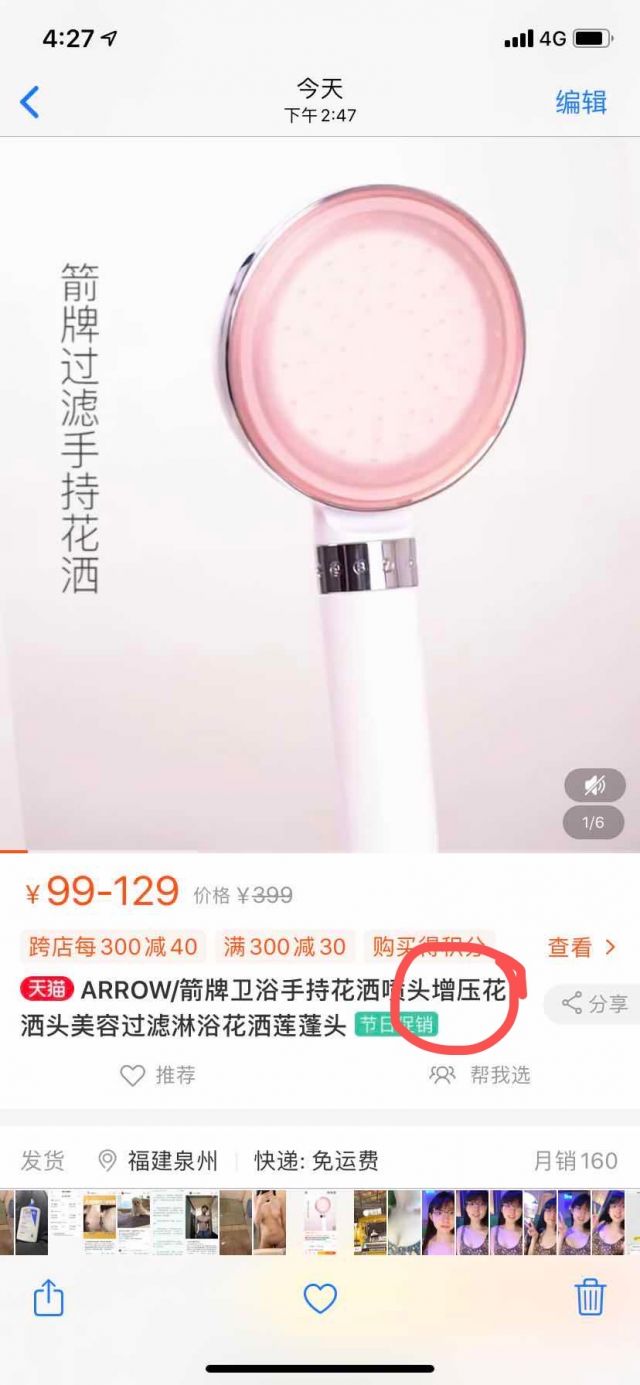 4:27
4G
今天
下午2:47
编辑
箭牌过滤手持花洒
1/6
¥99-129 价格 ¥399
跨店每300减40 满300减30 购买得积分 查看
天猫 ARROW/箭牌卫浴手持花洒喷头增压花
洒头美容过滤淋浴花洒莲蓬头 节日促销
分享
推荐 帮我选
发货 福建泉州 快递: 免运费 月销160